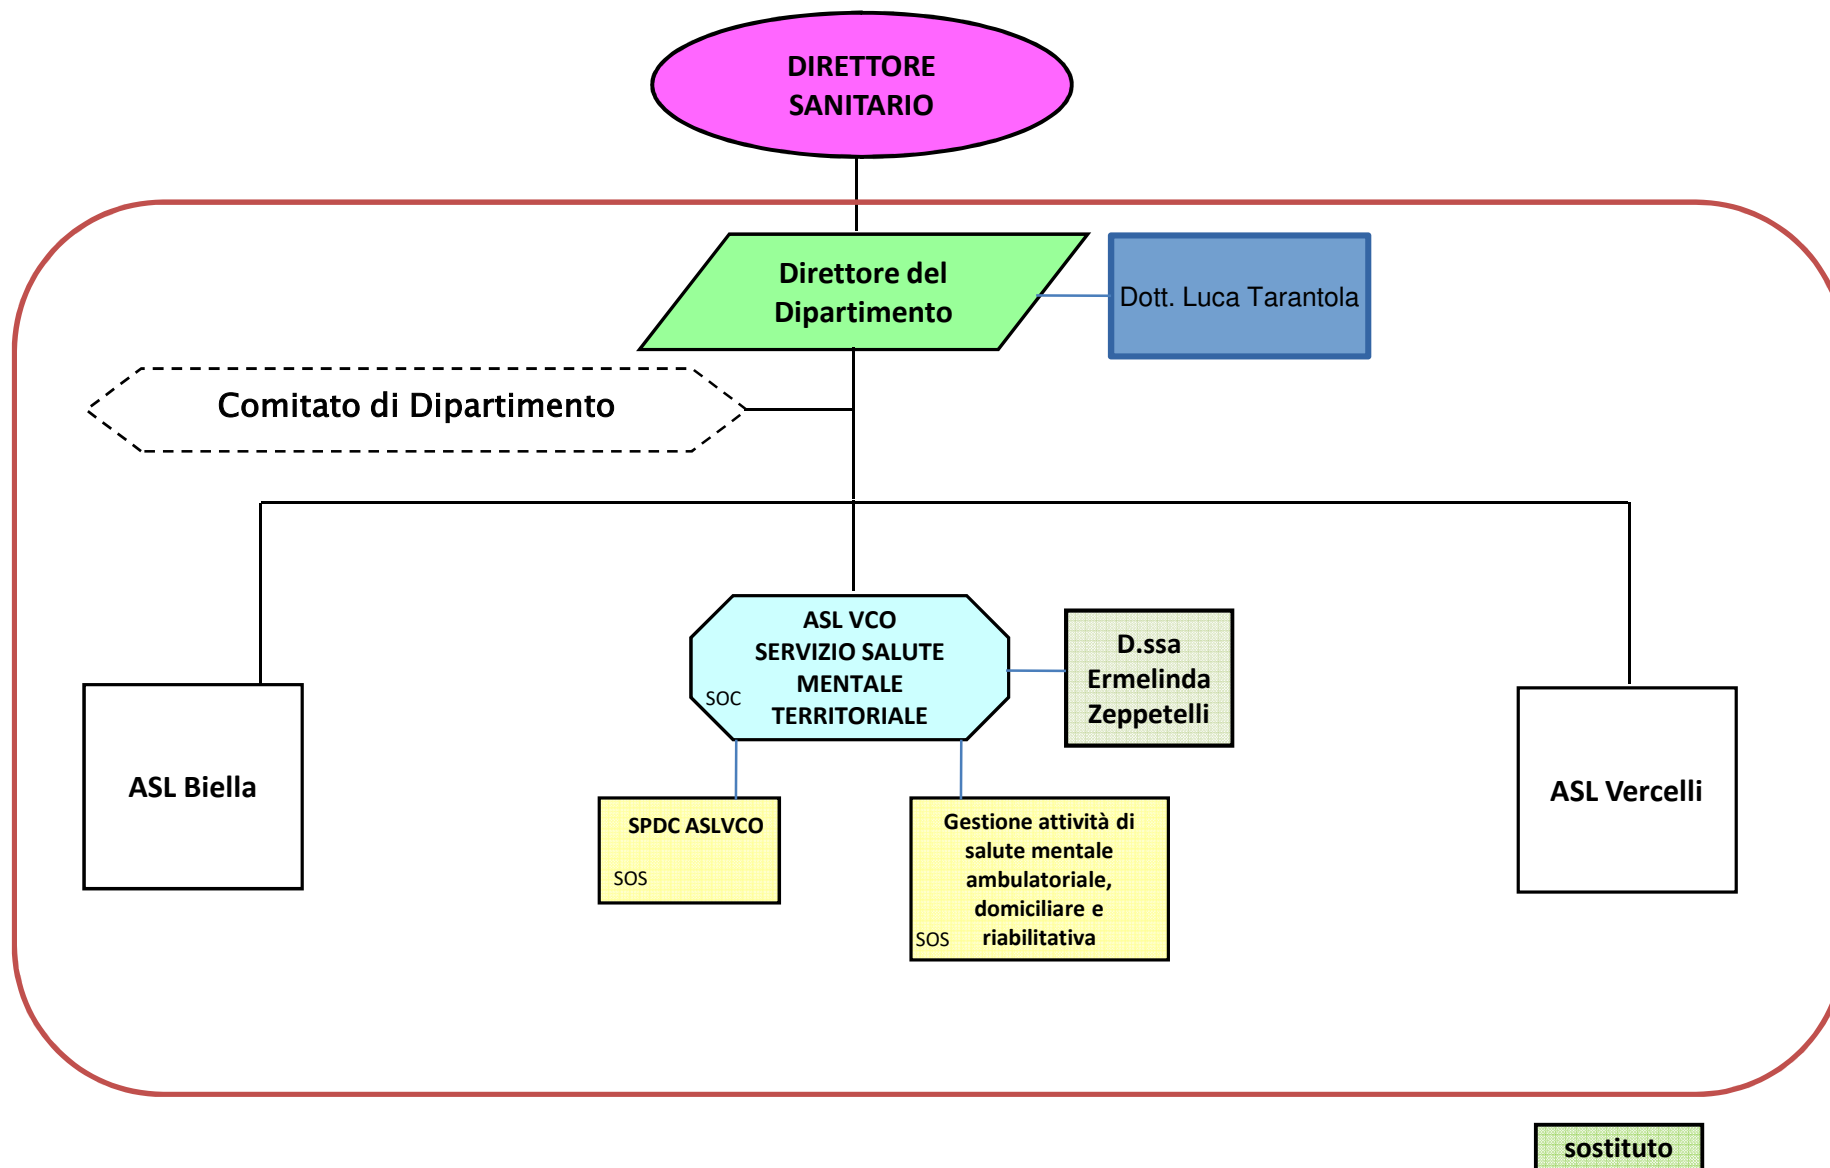 DIRETTORE
SANITARIO
Direttore del
Dipartimento
Dott. Luca Tarantola
Comitato di Dipartimento
ASL VCO
SERVIZIO SALUTE
MENTALE
TERRITORIALE
SOC
D.ssa
Ermelinda
Zeppetelli
ASL Biella
SPDC ASLVCO
SOS
Gestione attività di
salute mentale
ambulatoriale,
domiciliare e
riabilitativa
SOS
ASL Vercelli
sostituto